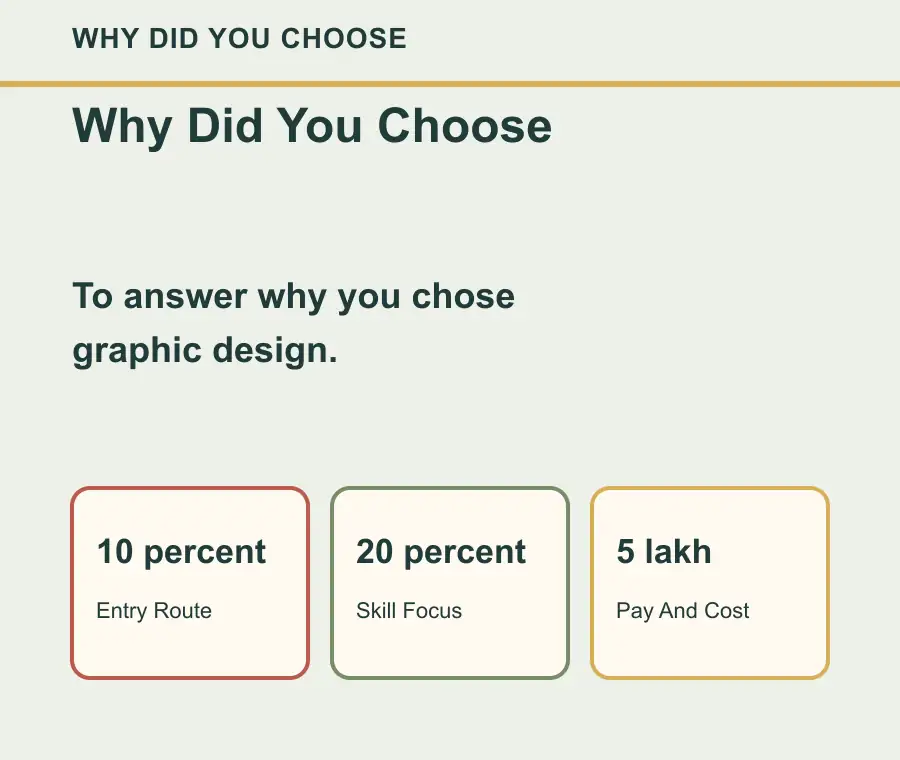 WHY DID YOU CHOOSE
Why Did You Choose
To answer why you chose
graphic design.
10 percent
Entry Route
20 percent
Skill Focus
5 lakh
Pay And Cost